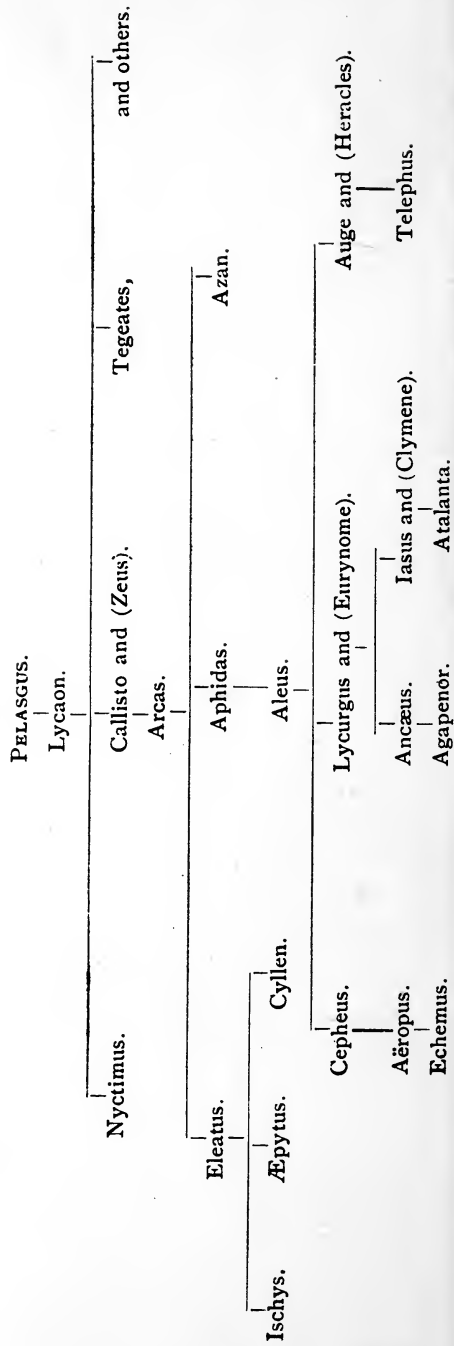 PELASGUS.
Lycaon.
Nyctimus. Callisto and (Zeus). Tegeates, and others.
Arcas.
Eleatus. Aphidas. Azan.
Ischys. Æpytus. Cyllen. Aleus.
Cepheus. Lycurgus and (Eurynome). Auge and (Heracles).
Aëropus. Ancæus. Iasus and (Clymene). Telephus.
Echemus. Agapenor. Atalanta.